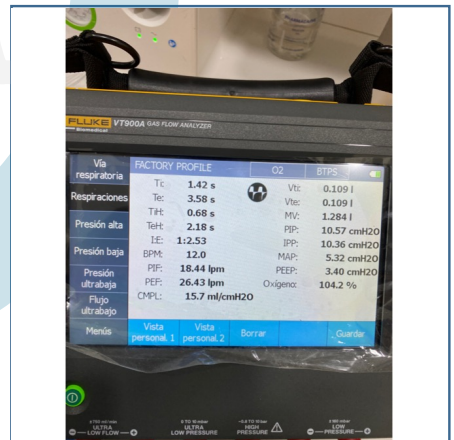 FLUKE VT900A GAS FLOW ANALYZER
Biomedical
Vía respiratoria
Respiraciones
Presión alta
Presión baja
Presión ultrabaja
Flujo ultrabajo
Menús
FACTORY PROFILE O2 BTPS
Ti: 1.42 s
Te: 3.58 s
TiH: 0.68 s
TeH: 2.18 s
I:E: 1:2.53
BPM: 12.0
PIF: 18.44 lpm
PEF: 26.43 lpm
CMPL: 15.7 ml/cmH2O
Vti: 0.109 l
Vte: 0.109 l
MV: 1.284 l
PIP: 10.57 cmH2O
IPP: 10.36 cmH2O
MAP: 5.32 cmH2O
PEEP: 3.40 cmH2O
Oxígeno: 104.2 %
Vista personal 1
Vista personal 2
Borrar
Guardar
ULTRA
LOW FLOW
ULTRA
LOW PRESSURE
HIGH
PRESSURE
LOW
PRESSURE